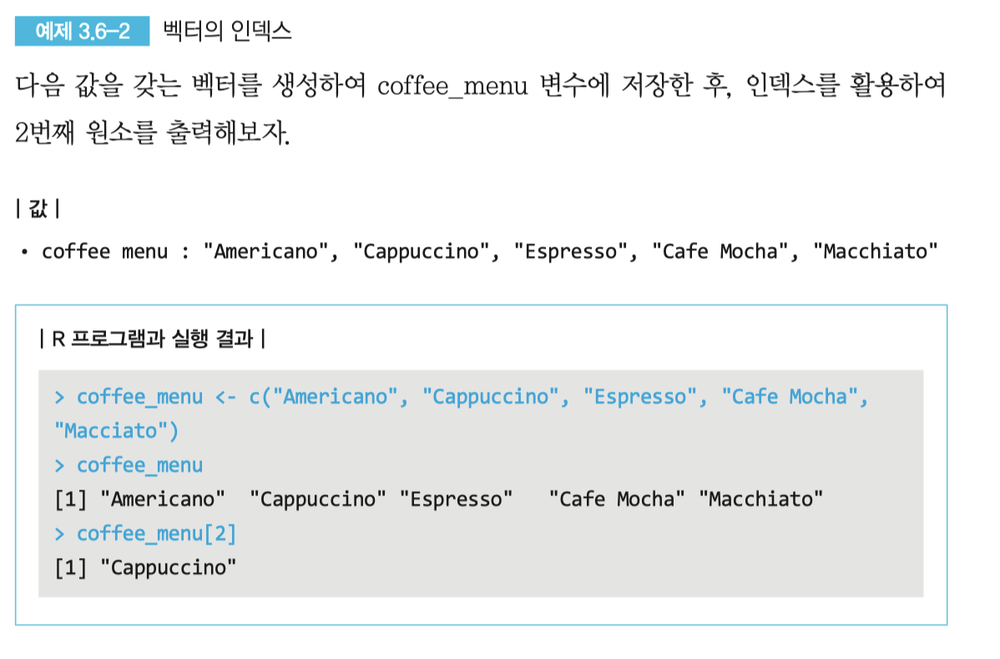 예제 3.6-2 벡터의 인덱스
다음 값을 갖는 벡터를 생성하여 coffee_menu 변수에 저장한 후, 인덱스를 활용하여
2번째 원소를 출력해보자.
| 값 |
• coffee menu : "Americano", "Cappuccino", "Espresso", "Cafe Mocha", "Macchiato"
| R 프로그램과 실행 결과 |
> coffee_menu <- c("Americano", "Cappuccino", "Espresso", "Cafe Mocha",
"Macciato")
> coffee_menu
[1] "Americano"  "Cappuccino" "Espresso"   "Cafe Mocha" "Macchiato"
> coffee_menu[2]
[1] "Cappuccino"